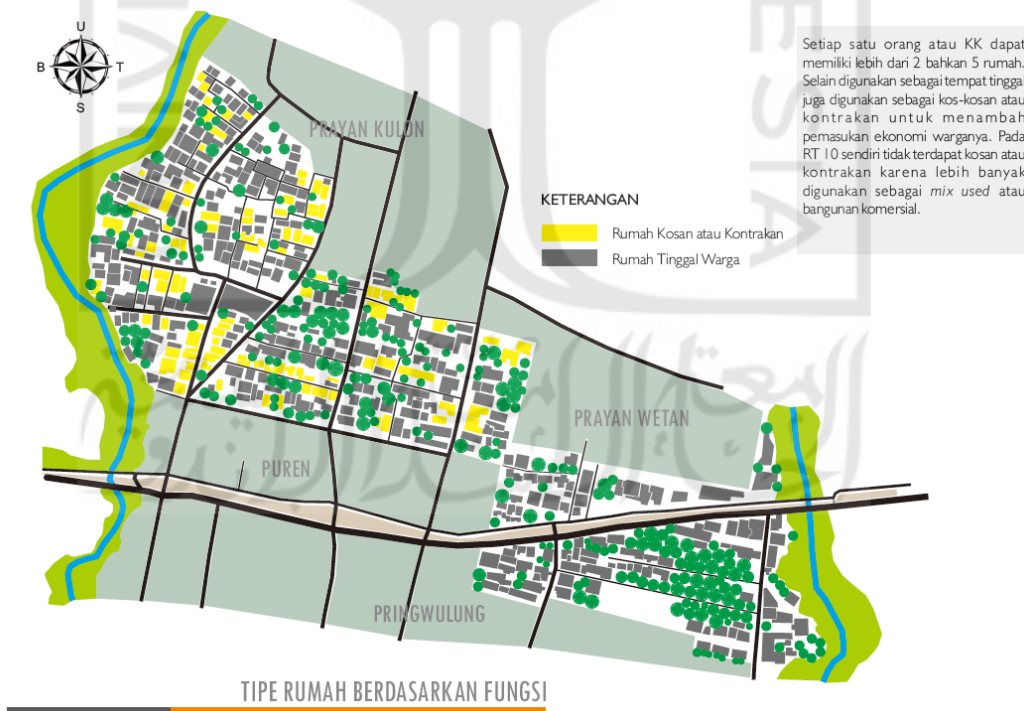 U
B
T
S
PRAYAN KULON
Setiap satu orang atau KK dapat
memiliki lebih dari 2 bahkan 5 rumah.
Selain digunakan sebagai tempat tinggal
juga digunakan sebagai kos-kosan atau
kontrakan untuk menambah
pemasukan ekonomi warganya. Pada
RT 10 sendiri tidak terdapat kosan atau
kontrakan karena lebih banyak
digunakan sebagai mix used atau
bangunan komersial.
KETERANGAN
Rumah Kosan atau Kontrakan
Rumah Tinggal Warga
PRAYAN WETAN
PUREN
PRINGWULUNG
TIPE RUMAH BERDASARKAN FUNGSI